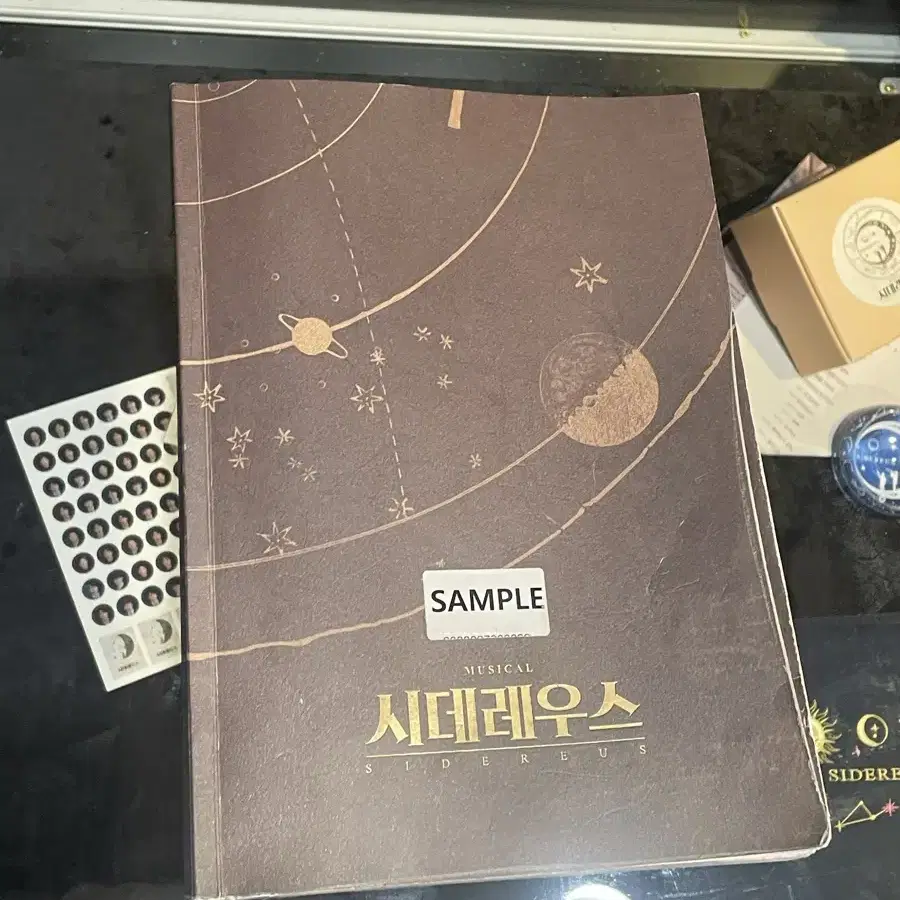 SAMPLE
MUSICAL
시데레우스
SIDEREUS
SIDERE